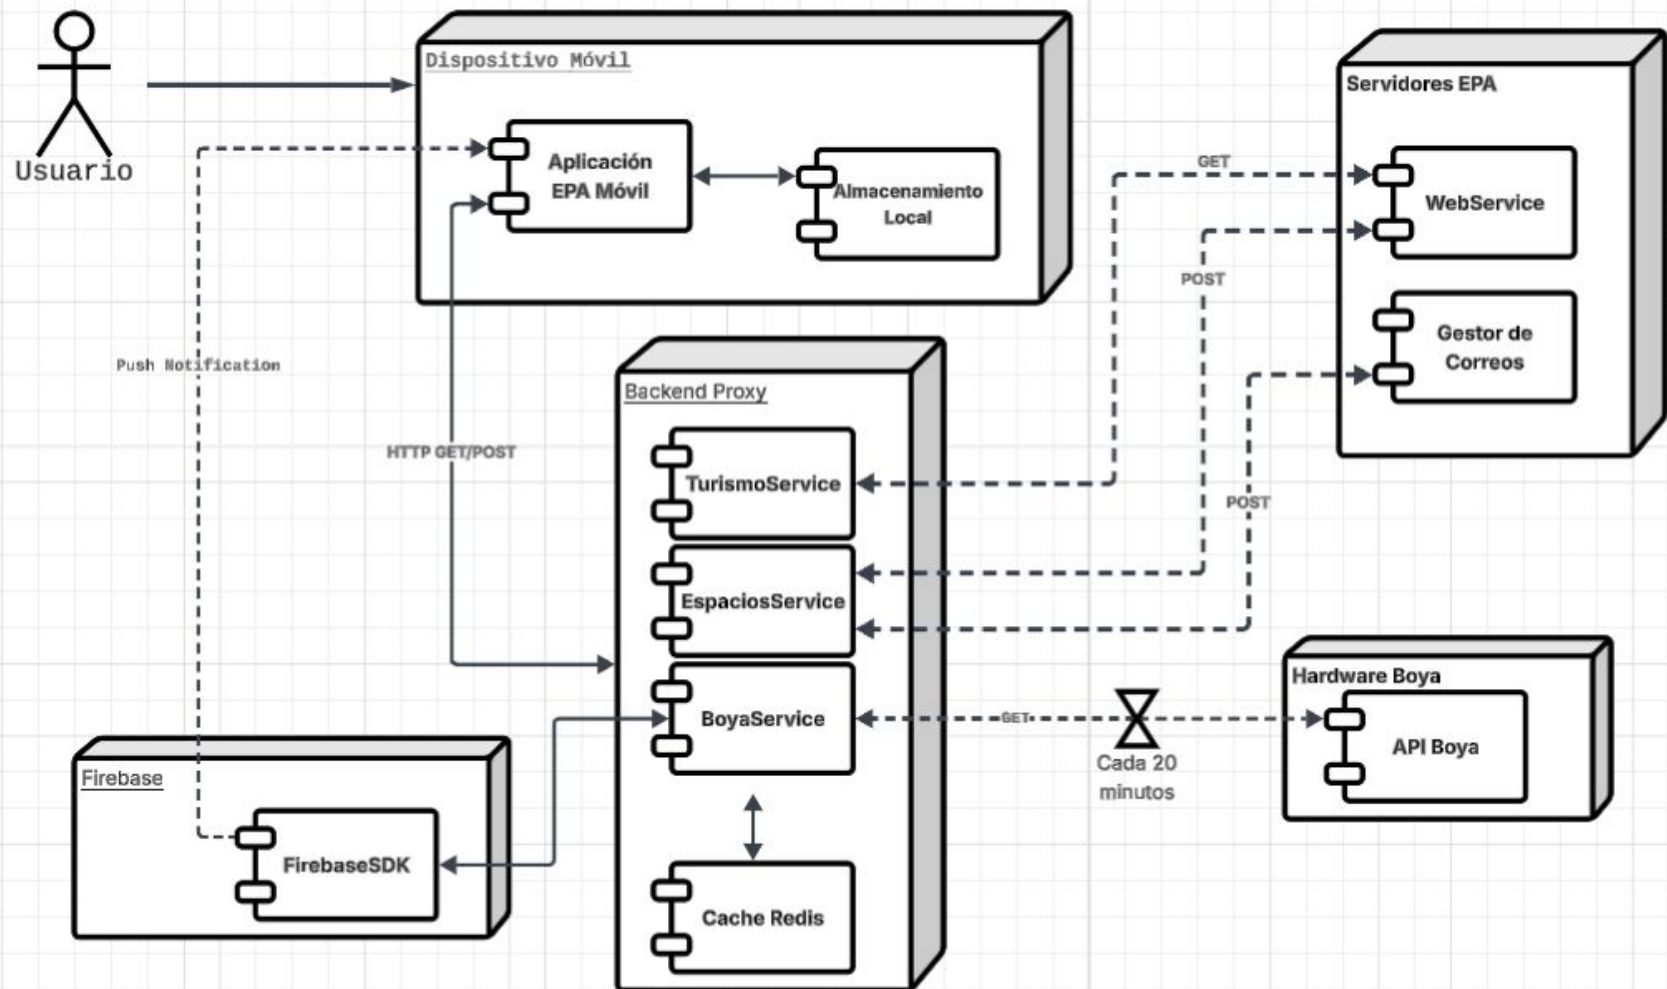 Usuario
Dispositivo Móvil
Aplicación
EPA Móvil
Almacenamiento
Local
Servidores EPA
WebService
Gestor de
Correos
GET
POST
POST
Push Notification
HTTP GET/POST
Backend Proxy
TurismoService
EspaciosService
BoyaService
Cache Redis
GET
Cada 20
minutos
Hardware Boya
API Boya
Firebase
FirebaseSDK